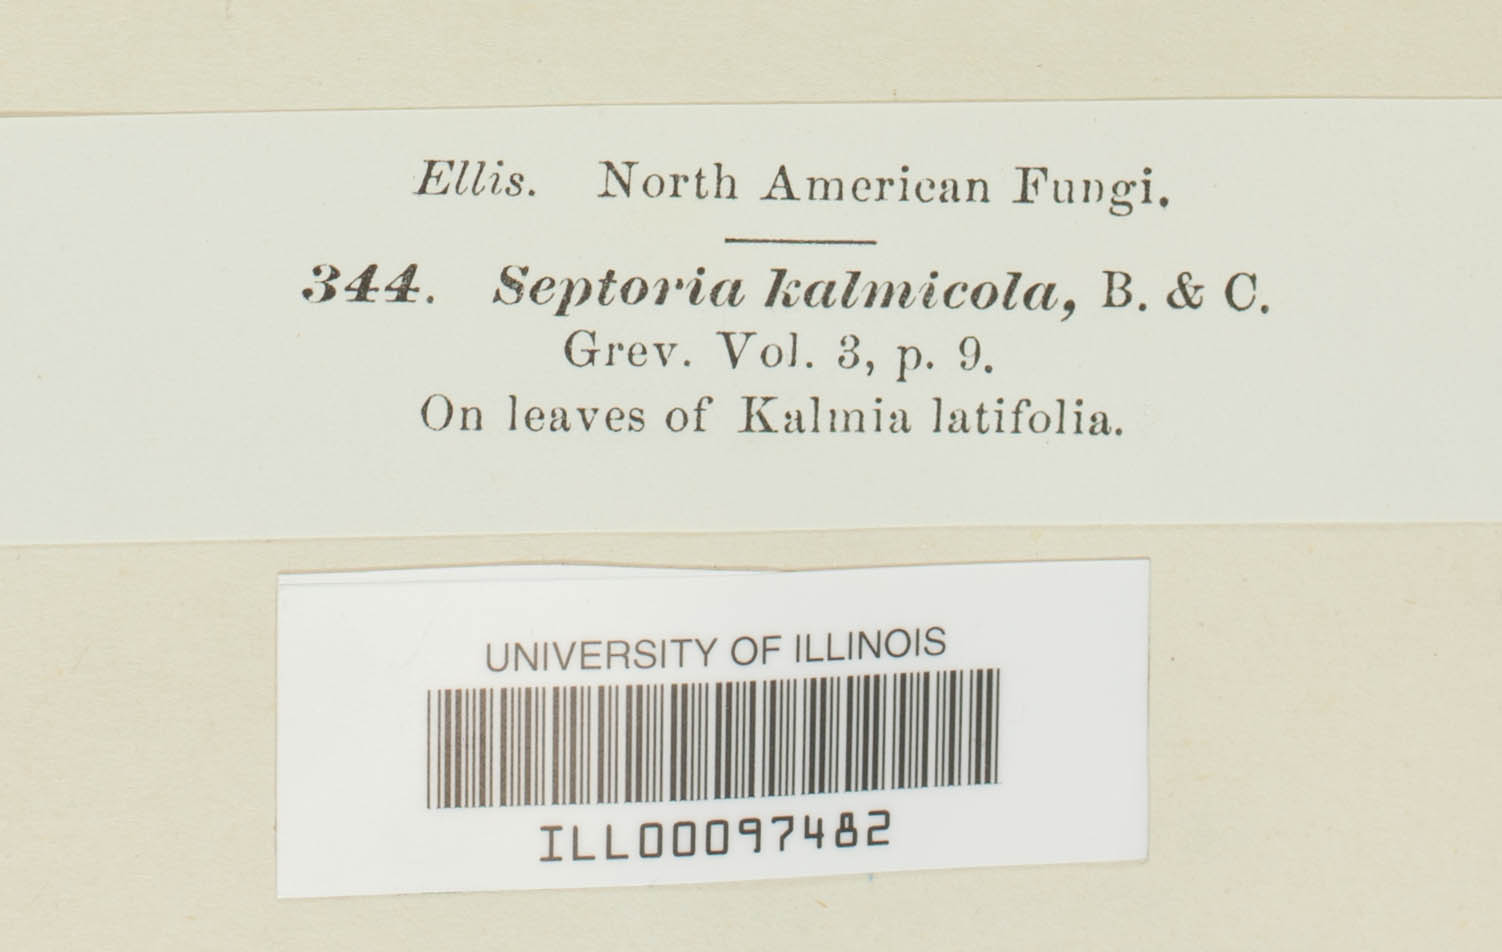 Ellis. North American Fungi.
344. Septoria kalmicola, B. & C.
Grev. Vol. 3, p. 9.
On leaves of Kalmia latifolia.
UNIVERSITY OF ILLINOIS
ILL00097482